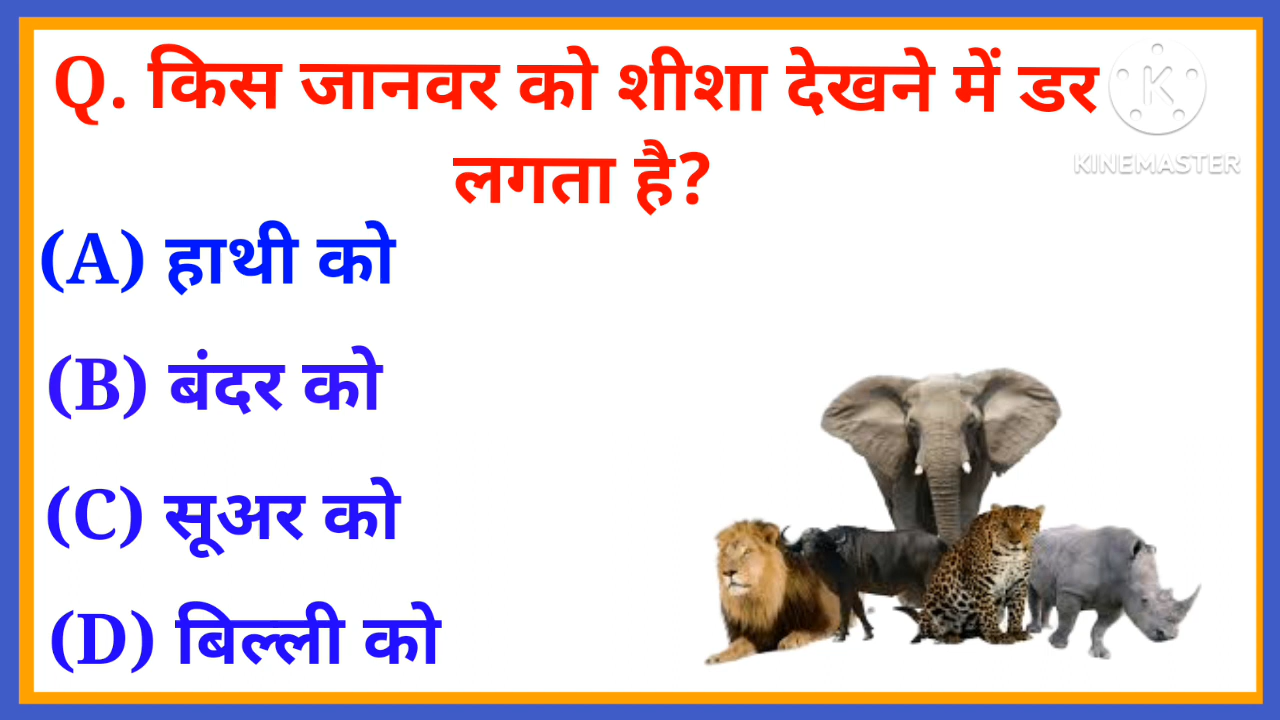 Q. किस जानवर को शीशा देखने में डर
लगता है?
K
KINEMASTER
(A) हाथी को
(B) बंदर को
(C) सूअर को
(D) बिल्ली को